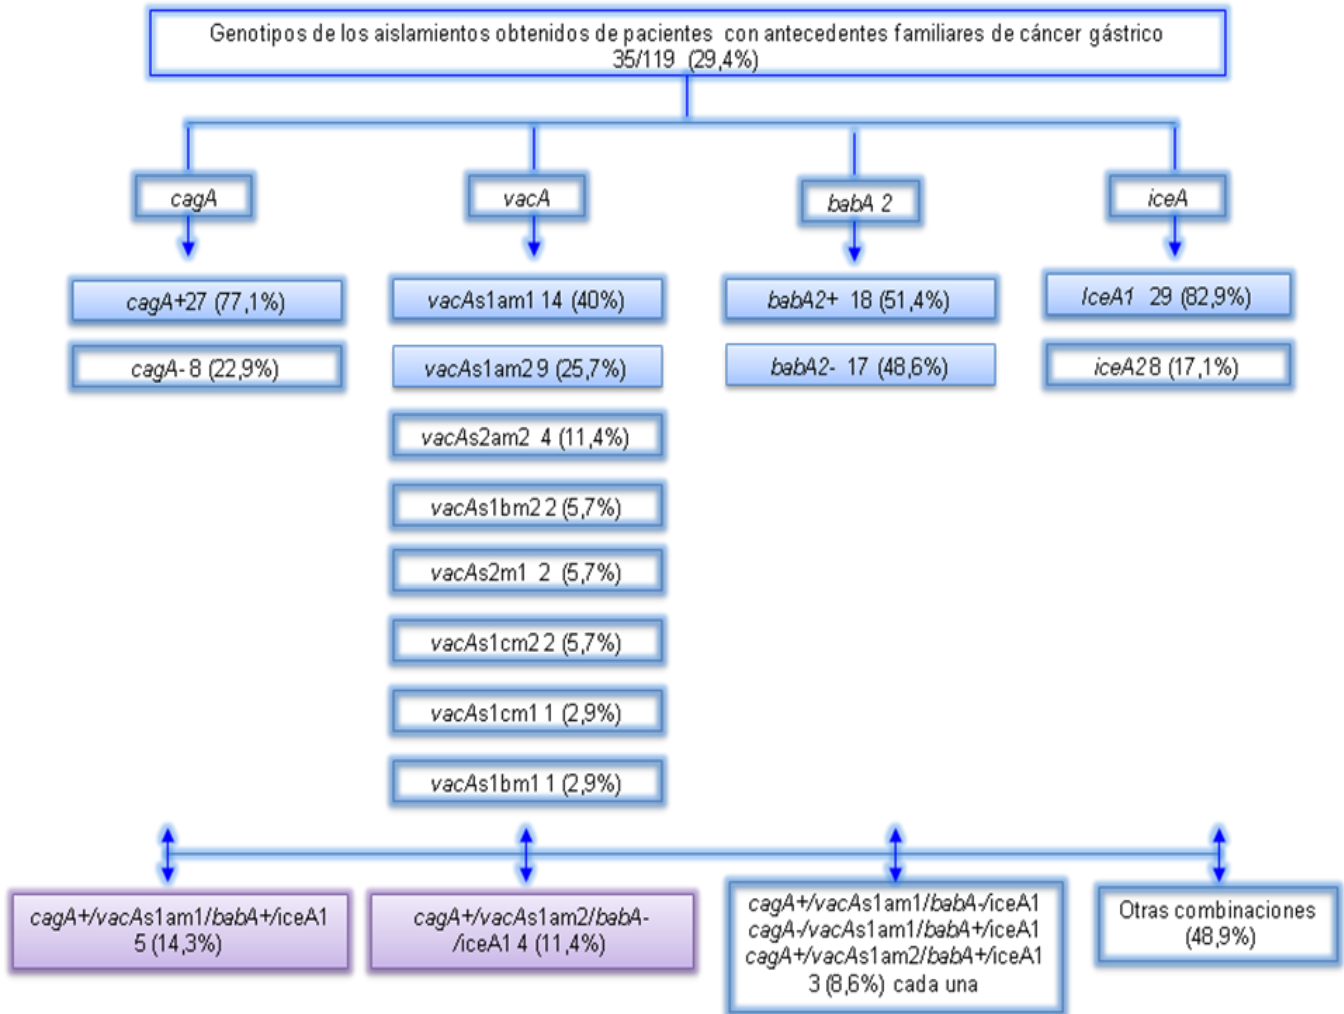 Genotipos de los aislamientos obtenidos de pacientes con antecedentes familiares de cáncer gástrico
35/119 (29,4%)
cagA
vacA
babA 2
iceA
cagA+27 (77,1%)
vacAs1am1 14 (40%)
babA2+ 18 (51,4%)
IceA1 29 (82,9%)
cagA- 8 (22,9%)
vacAs1am2 9 (25,7%)
babA2- 17 (48,6%)
iceA2 8 (17,1%)
vacAs2am2 4 (11,4%)
vacAs1bm2 2 (5,7%)
vacAs2m1 2 (5,7%)
vacAs1cm2 2 (5,7%)
vacAs1cm1 1 (2,9%)
vacAs1bm1 1 (2,9%)
cagA+/vacAs1am1/babA+/iceA1
5 (14,3%)
cagA+/vacAs1am2/babA-
/iceA1 4 (11,4%)
cagA+/vacAs1am1/babA-/iceA1
cagA-/vacAs1am1/babA+/iceA1
cagA+/vacAs1am2/babA+/iceA1
3 (8,6%) cada una
Otras combinaciones
(48,9%)